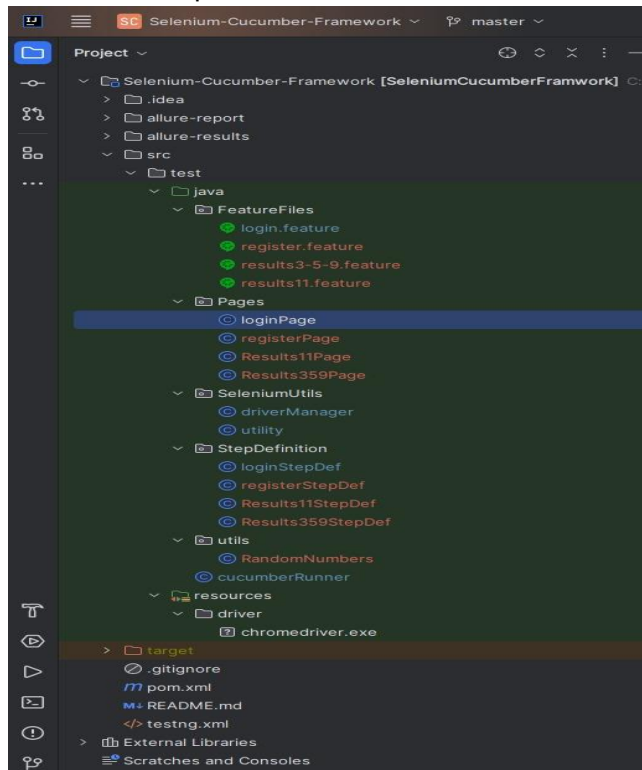 IJ SC Selenium-Cucumber-Framework master
Project
Selenium-Cucumber-Framework [SeleniumCucumberFramwork] C:
.idea
allure-report
allure-results
src
test
java
FeatureFiles
login.feature
register.feature
results3-5-9.feature
results11.feature
Pages
loginPage
registerPage
Results11Page
Results359Page
SeleniumUtils
driverManager
utility
StepDefinition
loginStepDef
registerStepDef
Results11StepDef
Results359StepDef
utils
RandomNumbers
cucumberRunner
resources
driver
chromedriver.exe
target
.gitignore
pom.xml
README.md
testng.xml
External Libraries
Scratches and Consoles